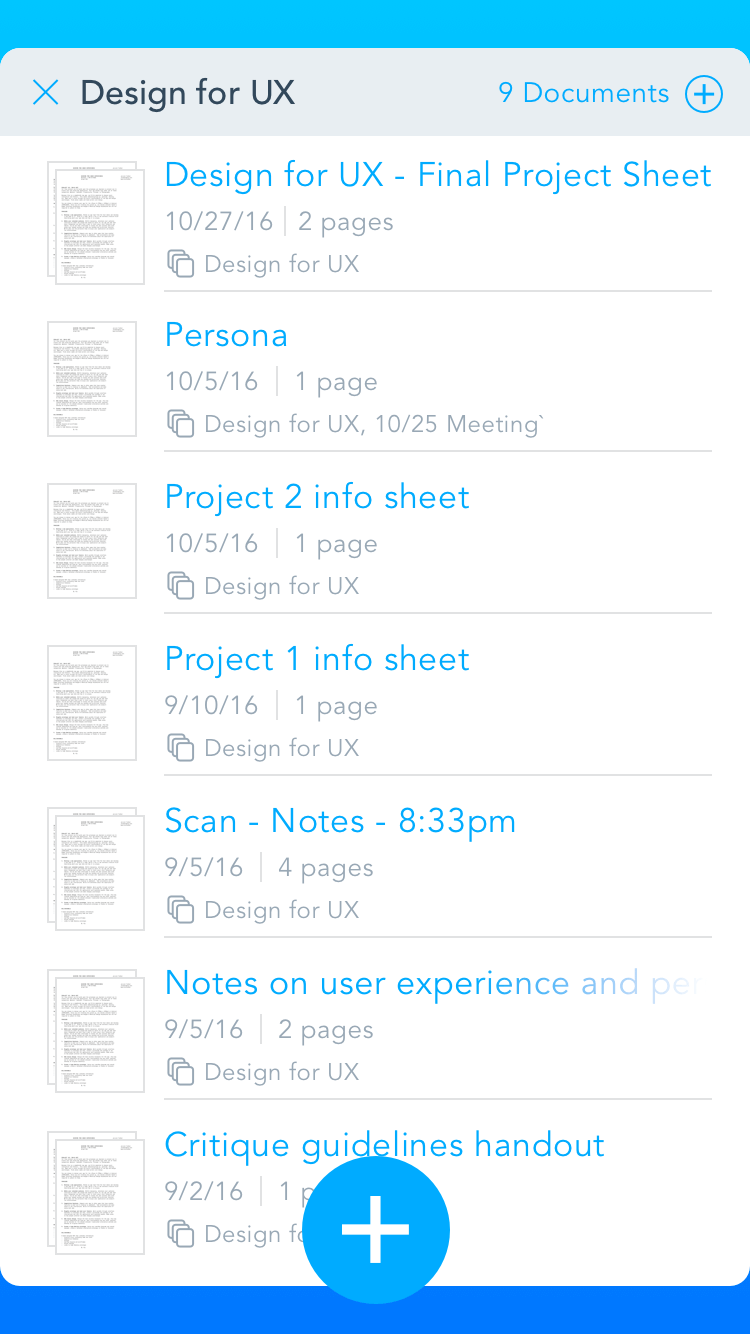 Design for UX
9 Documents
Design for UX - Final Project Sheet
10/27/16 | 2 pages
Design for UX
Persona
10/5/16 | 1 page
Design for UX, 10/25 Meeting`
Project 2 info sheet
10/5/16 | 1 page
Design for UX
Project 1 info sheet
9/10/16 | 1 page
Design for UX
Scan - Notes - 8:33pm
9/5/16 | 4 pages
Design for UX
Notes on user experience and
9/5/16 | 2 pages
Design for UX
Critique guidelines handout
9/2/16 | 1
Design